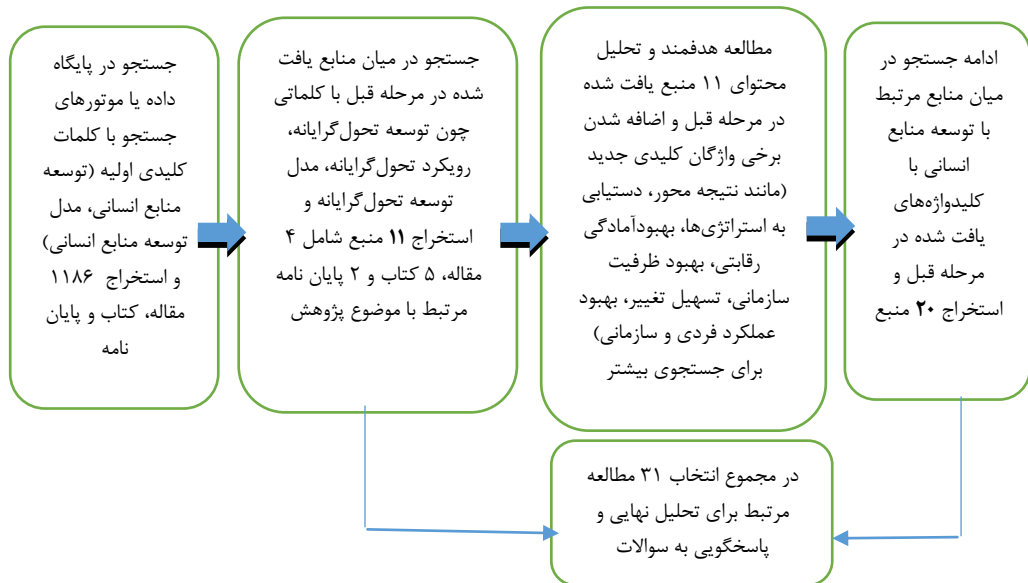 جستجو در پایگاه
داده یا موتورهای
جستجو با کلمات
کلیدی اولیه (توسعه
منابع انسانی، مدل
توسعه منابع انسانی)
و استخراج ۱۱۸۶
مقاله، کتاب و پایان
نامه
جستجو در میان منابع یافت
شده در مرحله قبل با کلماتی
چون توسعه تحول‌گرایانه،
رویکرد تحول‌گرایانه، مدل
توسعه تحول‌گرایانه و
استخراج ۱۱ منبع شامل ۴
مقاله، ۵ کتاب و ۲ پایان نامه
مرتبط با موضوع پژوهش
مطالعه هدفمند و تحلیل
محتوای ۱۱ منبع یافت شده
در مرحله قبل و اضافه شدن
برخی واژگان کلیدی جدید
(مانند نتیجه محور، دستیابی
به استراتژی‌ها، بهبودآمادگی
رقابتی، بهبود ظرفیت
سازمانی، تسهیل تغییر، بهبود
عملکرد فردی و سازمانی)
برای جستجوی بیشتر
ادامه جستجو در
میان منابع مرتبط
با توسعه منابع
انسانی با
کلیدواژه‌های
یافت شده در
مرحله قبل و
استخراج ۲۰ منبع
در مجموع انتخاب ۳۱ مطالعه
مرتبط برای تحلیل نهایی و
پاسخگویی به سوالات